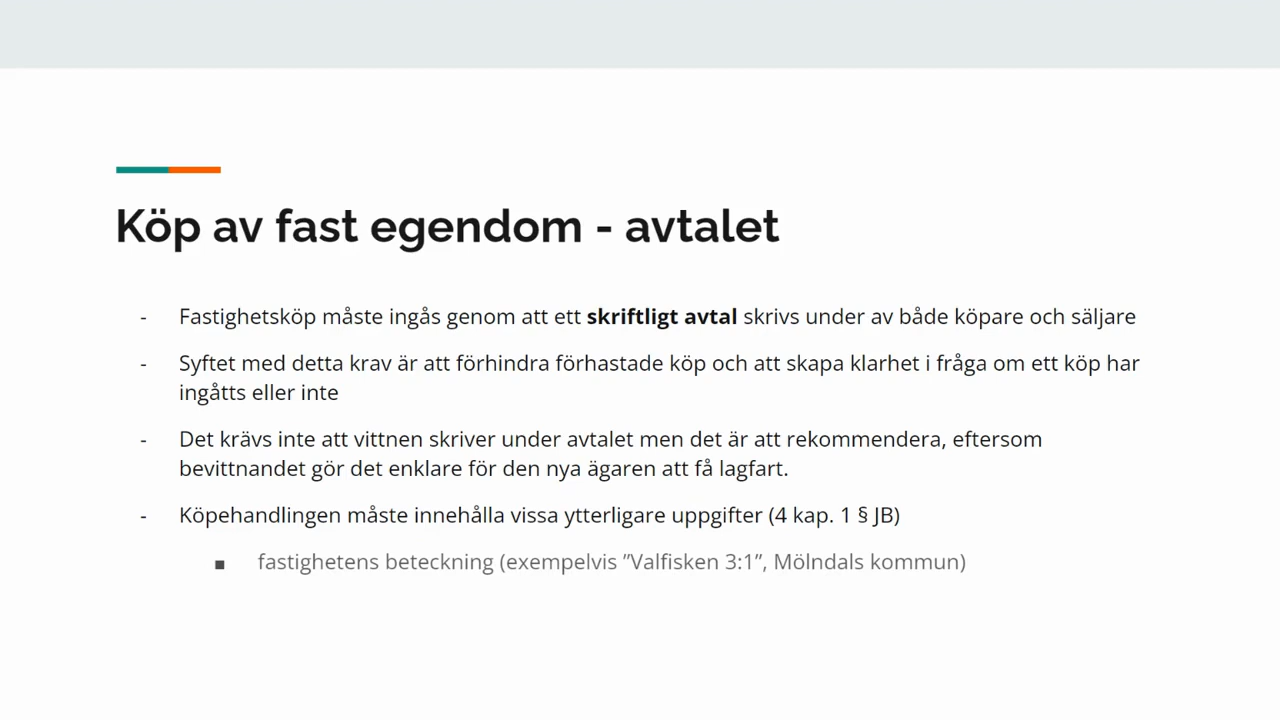 Köp av fast egendom - avtalet
- Fastighetsköp måste ingås genom att ett skriftligt avtal skrivs under av både köpare och säljare
- Syftet med detta krav är att förhindra förhastade köp och att skapa klarhet i fråga om ett köp har
ingåtts eller inte
- Det krävs inte att vittnen skriver under avtalet men det är att rekommendera, eftersom
bevittnandet gör det enklare för den nya ägaren att få lagfart.
- Köpehandlingen måste innehålla vissa ytterligare uppgifter (4 kap. 1 § JB)
■ fastighetens beteckning (exempelvis ”Valfisken 3:1”, Mölndals kommun)